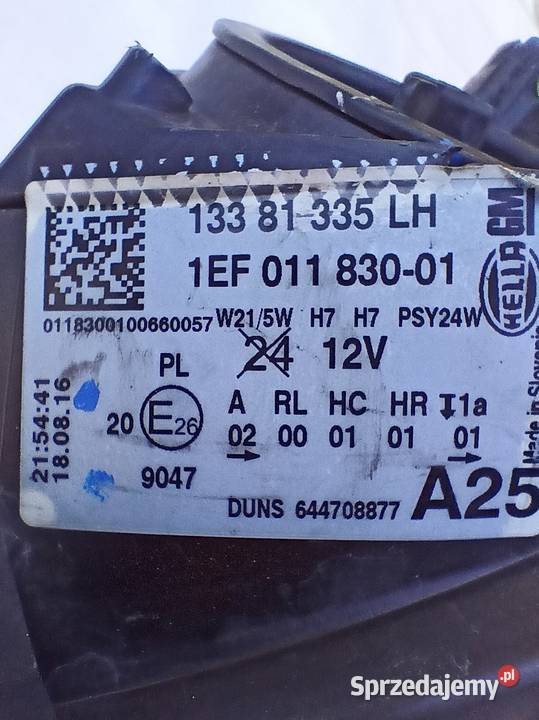 133 81 335 LH
1EF 011 830-01
GM
HELLA
0118300100660057 W21/5W H7 H7 PSY24W
24 12V
PL
20 E26
A RL HC HR 1a
02 00 01 01 01
9047
21:54:41
18.08.16
DUNS 644708877
A25
Made in Slovenia
Sprzedajemy.pl